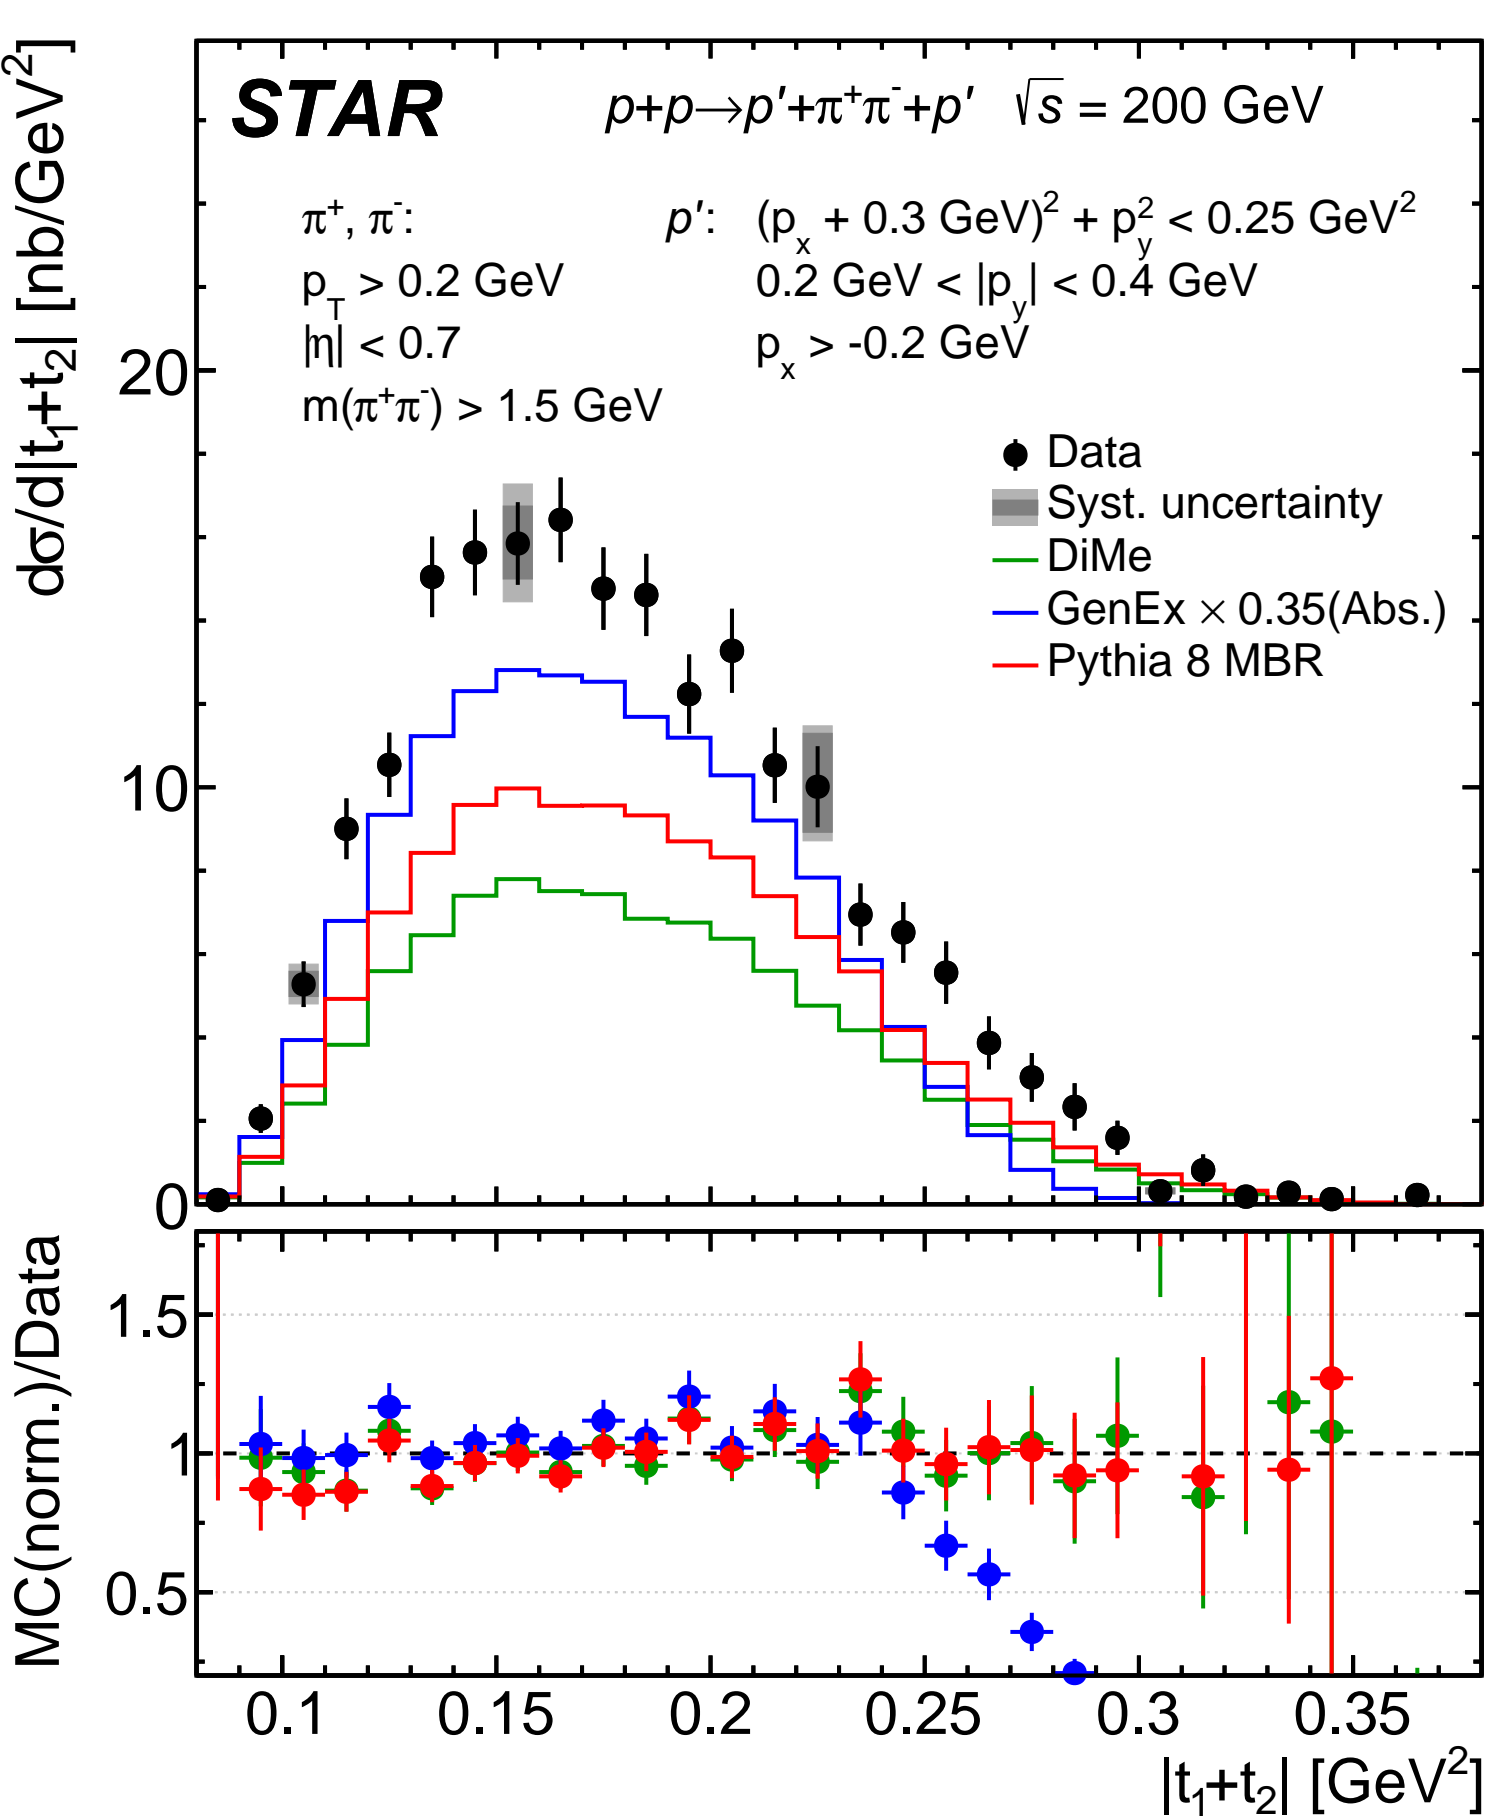 STAR p+p→p′+π⁺π⁻+p′ √s = 200 GeV
π⁺, π⁻: p′: (pₓ + 0.3 GeV)² + p_y² < 0.25 GeV²
p_T > 0.2 GeV 0.2 GeV < |p_y| < 0.4 GeV
|η| < 0.7 pₓ > -0.2 GeV
m(π⁺π⁻) > 1.5 GeV
Data
Syst. uncertainty
DiMe
GenEx × 0.35(Abs.)
Pythia 8 MBR
dσ/d|t₁+t₂| [nb/GeV²]
20
10
0
MC(norm.)/Data
1.5
1
0.5
0.1 0.15 0.2 0.25 0.3 0.35
|t₁+t₂| [GeV²]